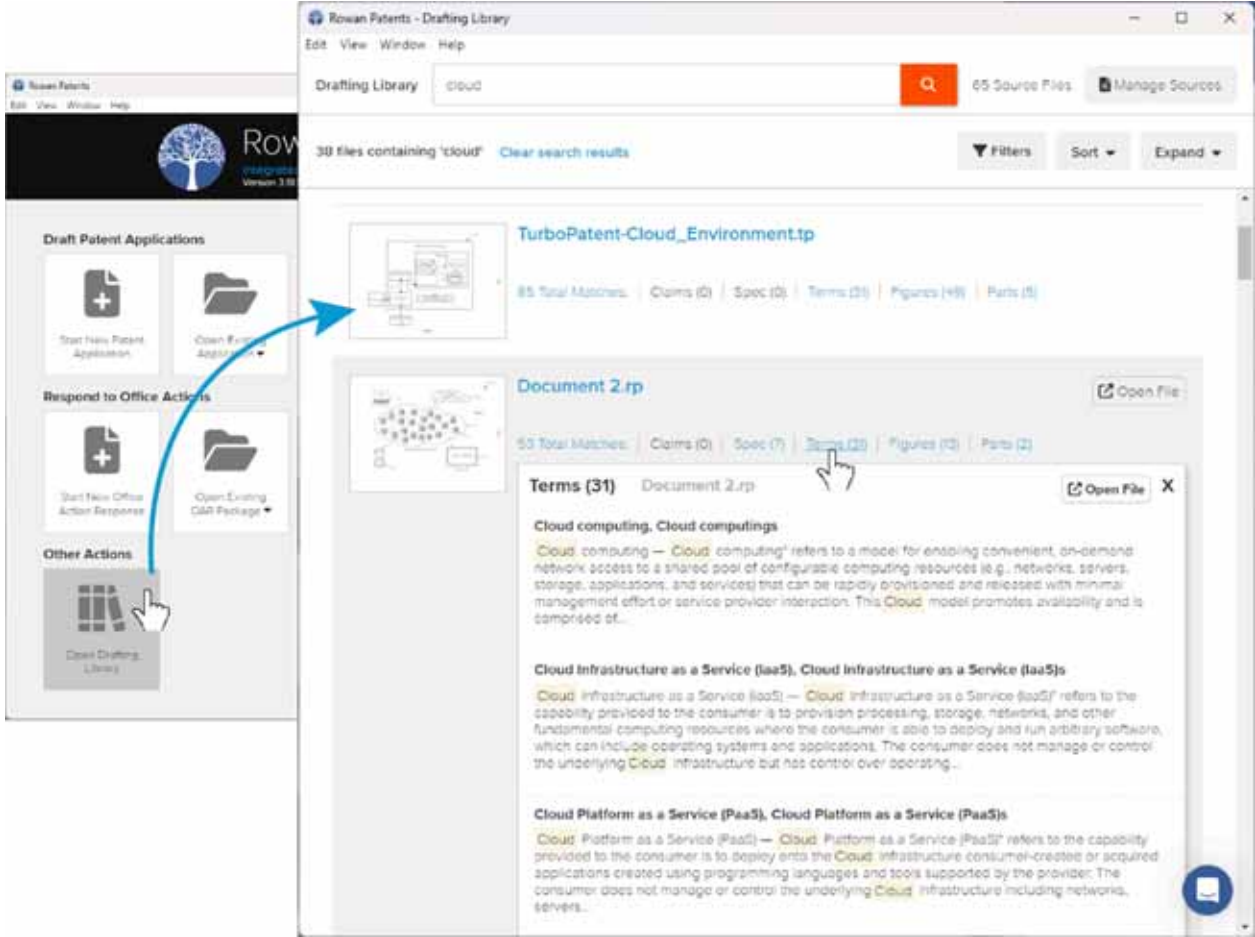 Rowan Patents
Edit View Window Help
Row
Integrated
Version 3.18
Draft Patent Applications
Start New Patent
Application
Open Existing
Application
Respond to Office Actions
Start New Office
Action Response
Open Existing
OAR Package
Other Actions
Open Drafting
Library
Rowan Patents - Drafting Library
Edit View Window Help
Drafting Library
cloud
65 Source Files
Manage Sources
38 files containing 'cloud'
Clear search results
Filters
Sort
Expand
TurboPatent-Cloud_Environment.tp
85 Total Matches: | Claims (0) | Spec (0) | Terms (31) | Figures (49) | Parts (5)
Document 2.rp
Open File
53 Total Matches: | Claims (0) | Spec (7) | Terms (31) | Figures (13) | Parts (2)
Terms (31) Document 2.rp
Open File X
Cloud computing, Cloud computings
Cloud computing — Cloud computing" refers to a model for enabling convenient, on-demand
network access to a shared pool of configurable computing resources (e.g., networks, servers,
storage, applications, and services) that can be rapidly provisioned and released with minimal
management effort or service provider interaction. This Cloud model promotes availability and is
comprised of...
Cloud Infrastructure as a Service (IaaS), Cloud Infrastructure as a Service (IaaS)s
Cloud Infrastructure as a Service (IaaS) — Cloud Infrastructure as a Service (IaaS)" refers to the
capability provided to the consumer is to provision processing, storage, networks, and other
fundamental computing resources where the consumer is able to deploy and run arbitrary software,
which can include operating systems and applications. The consumer does not manage or control
the underlying Cloud infrastructure but has control over operating...
Cloud Platform as a Service (PaaS), Cloud Platform as a Service (PaaS)s
Cloud Platform as a Service (PaaS) — Cloud Platform as a Service (PaaS)" refers to the capability
provided to the consumer is to deploy onto the Cloud infrastructure consumer-created or acquired
applications created using programming languages and tools supported by the provider. The
consumer does not manage or control the underlying Cloud infrastructure including networks,
servers...